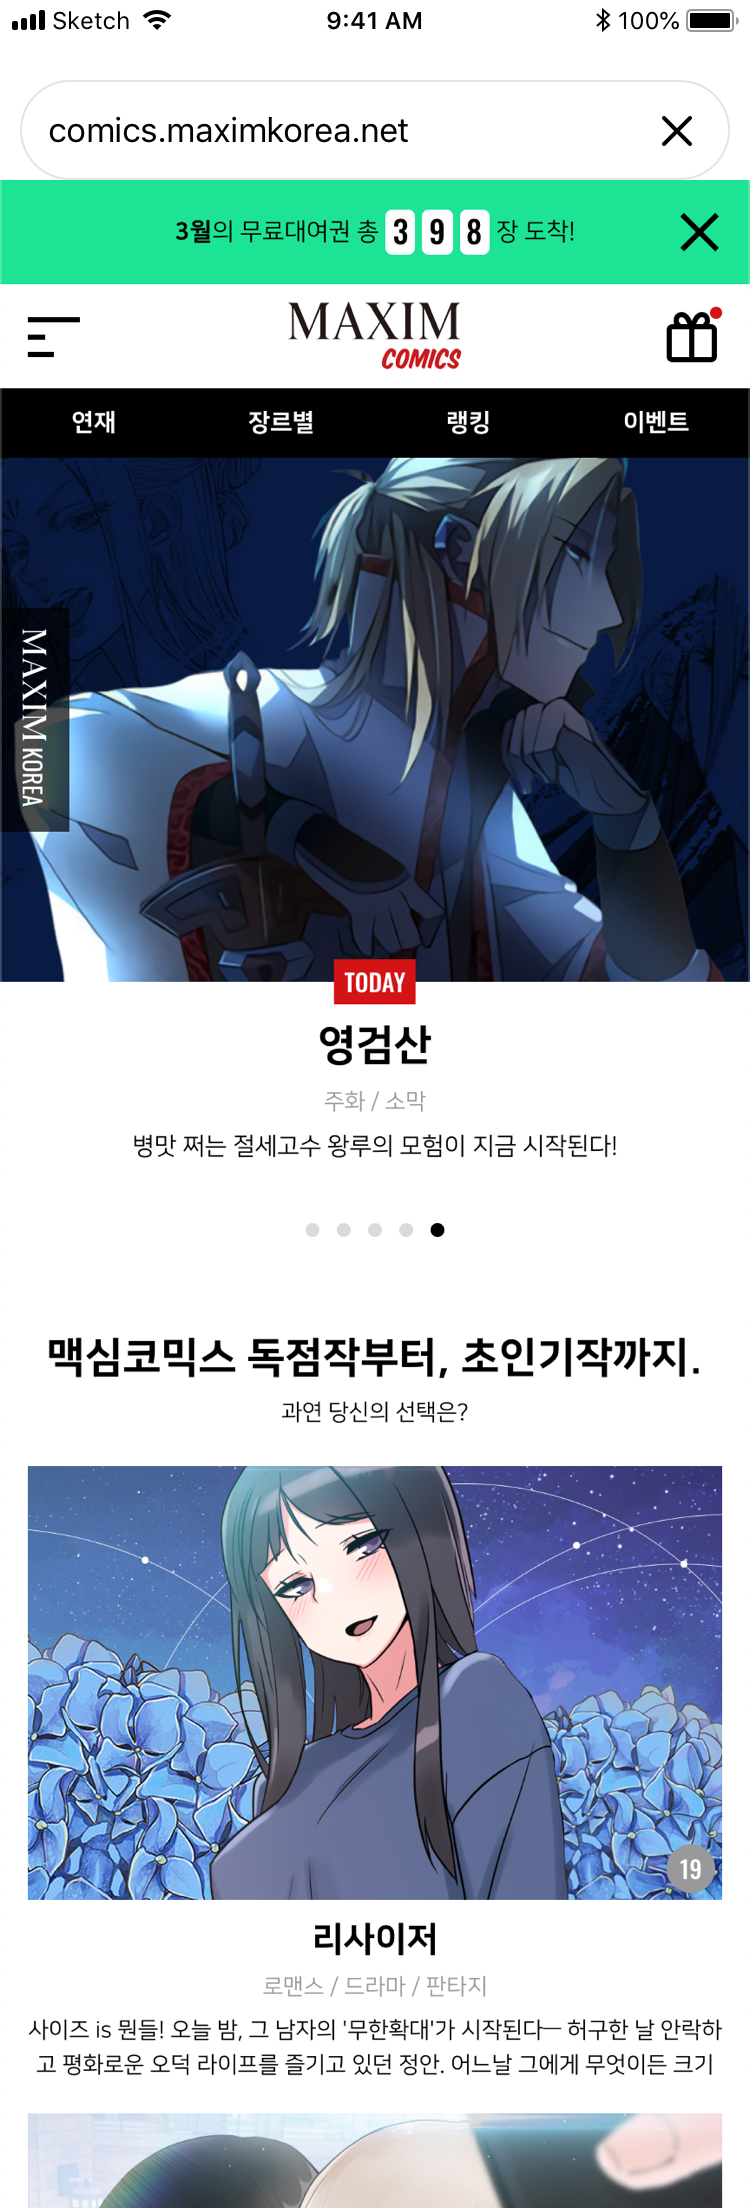 Sketch 9:41 AM 100%
comics.maximkorea.net
3월의 무료대여권 총 3 9 8 장 도착!
MAXIM
COMICS
연재 장르별 랭킹 이벤트
MAXIM KOREA
TODAY
영검산
주화 / 소막
병맛 쩌는 절세고수 왕루의 모험이 지금 시작된다!
맥심코믹스 독점작부터, 초인기작까지.
과연 당신의 선택은?
19
리사이저
로맨스 / 드라마 / 판타지
사이즈 is 뭔들! 오늘 밤, 그 남자의 '무한확대'가 시작된다─ 허구한 날 안락하
고 평화로운 오덕 라이프를 즐기고 있던 정안. 어느날 그에게 무엇이든 크기